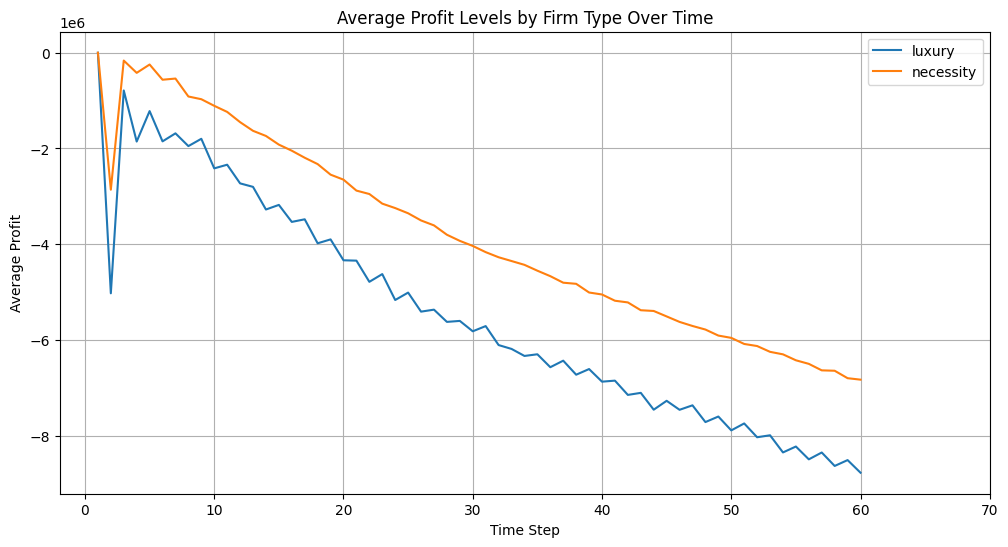 Average Profit Levels by Firm Type Over Time
1e6
luxury
necessity
Average Profit
0
−2
−4
−6
−8
0 10 20 30 40 50 60 70
Time Step